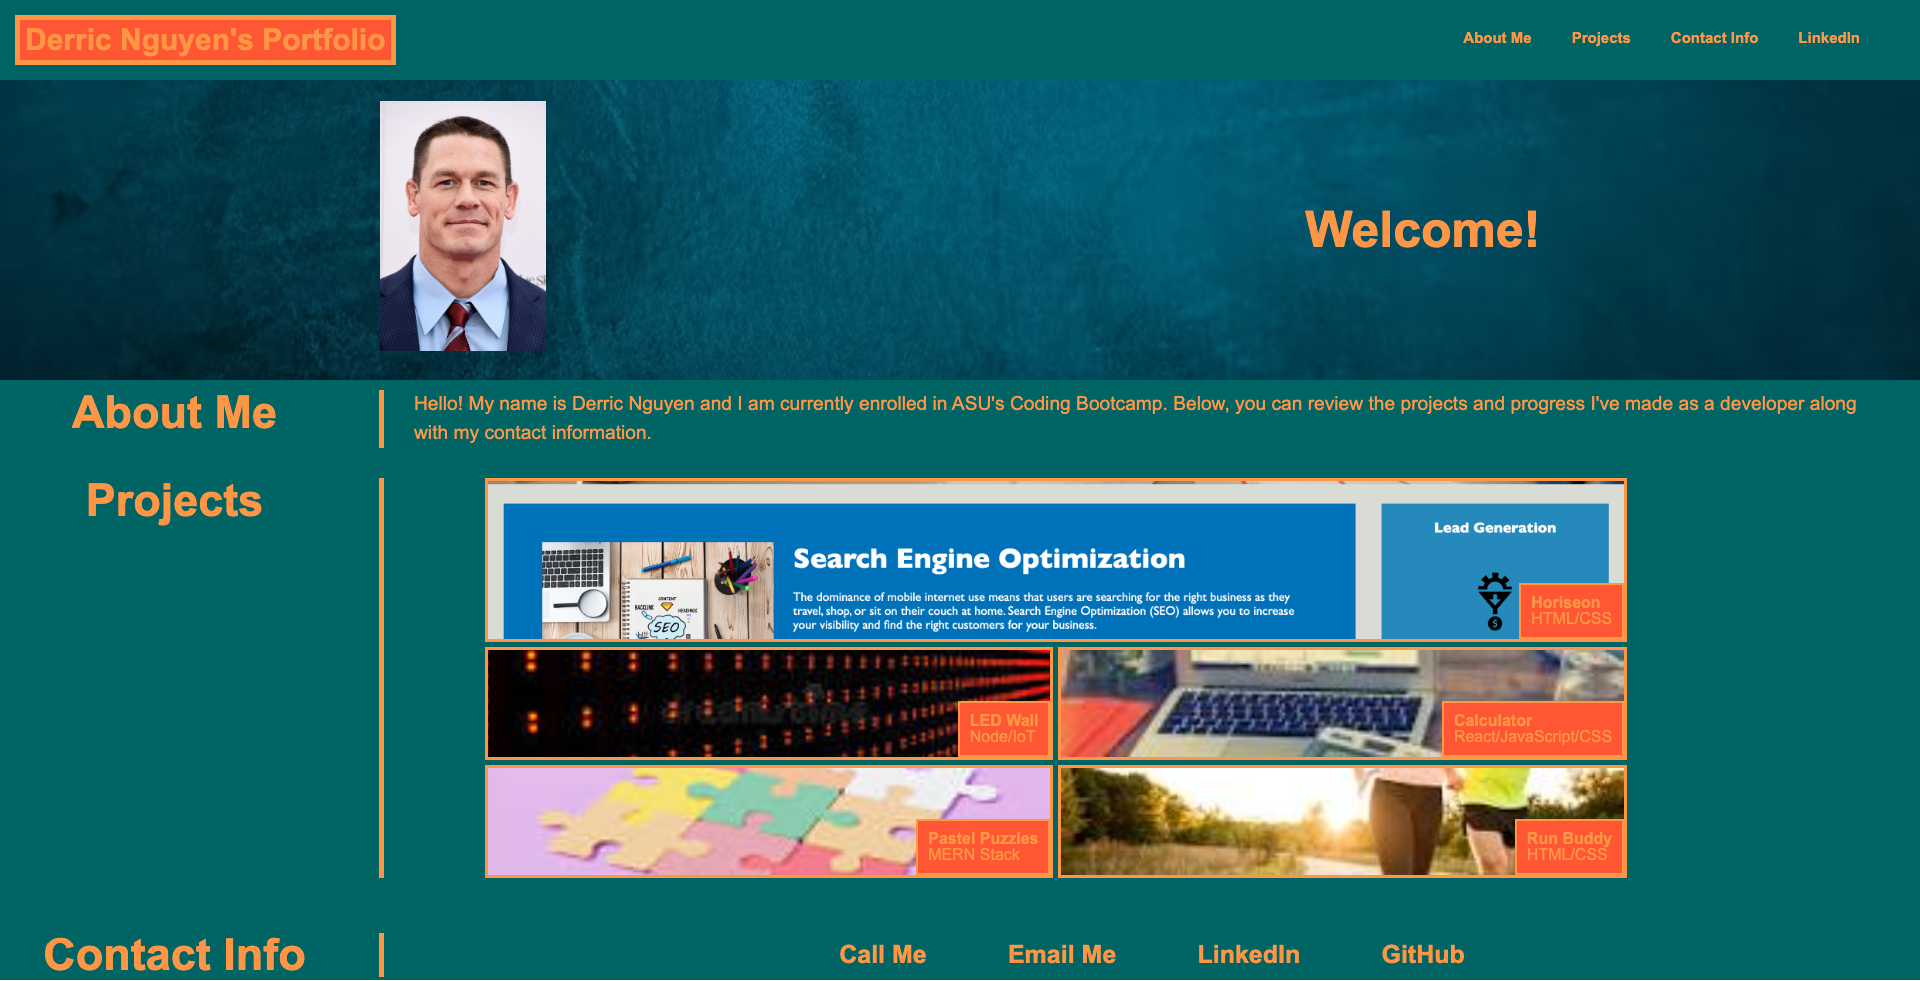 Derric Nguyen's Portfolio
About Me
Projects
Contact Info
LinkedIn
Welcome!
About Me
Hello! My name is Derric Nguyen and I am currently enrolled in ASU's Coding Bootcamp. Below, you can review the projects and progress I've made as a developer along
with my contact information.
Projects
Lead Generation
Search Engine Optimization
The dominance of mobile internet use means that users are searching for the right business as they
travel, shop, or sit on their couch at home. Search Engine Optimization (SEO) allows you to increase
your visibility and find the right customers for your business.
CONTENT
BACKLINK
SEO
Horiseon
HTML/CSS
LED Wall
Node/IoT
Calculator
React/JavaScript/CSS
Pastel Puzzles
MERN Stack
Run Buddy
HTML/CSS
Contact Info
Call Me
Email Me
LinkedIn
GitHub